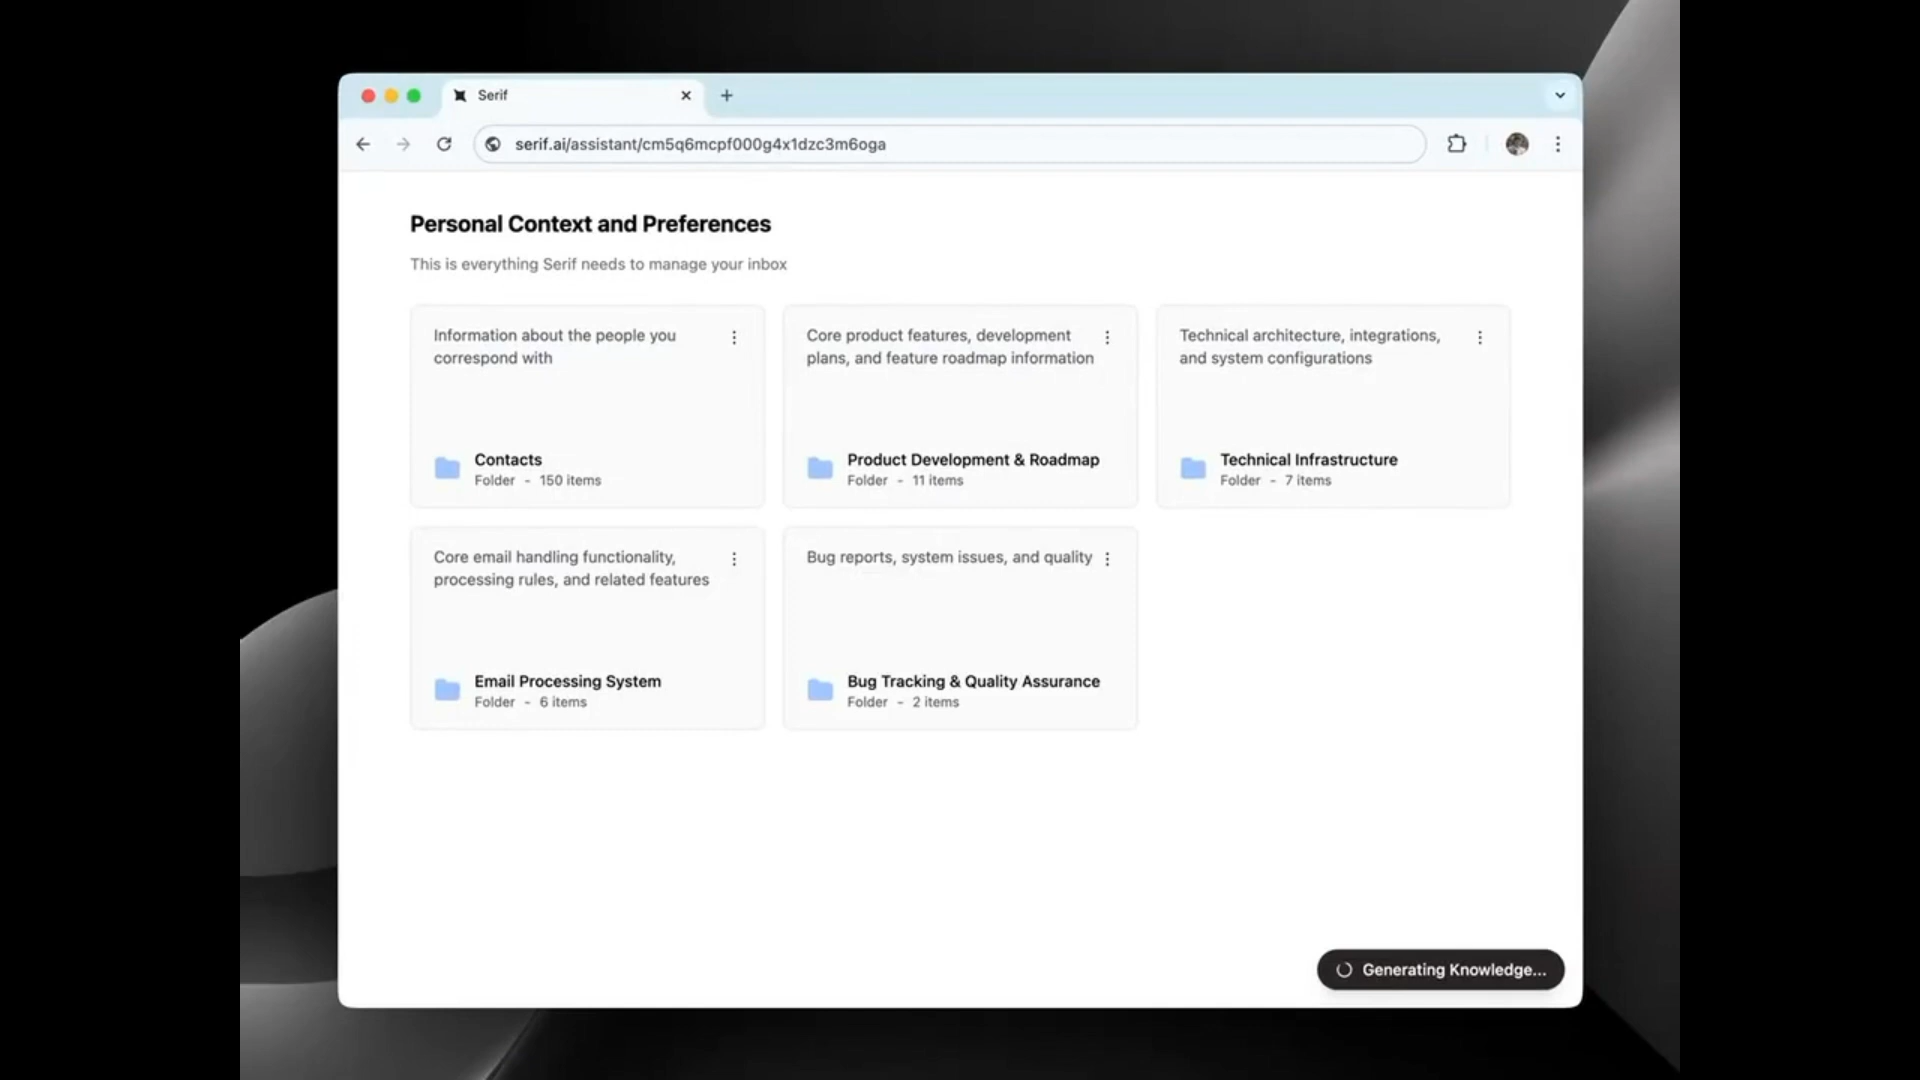 Serif
serif.ai/assistant/cm5q6mcpf000g4x1dzc3m6oga
Personal Context and Preferences
This is everything Serif needs to manage your inbox
Information about the people you
correspond with
Contacts
Folder - 150 items
Core product features, development
plans, and feature roadmap information
Product Development & Roadmap
Folder - 11 items
Technical architecture, integrations,
and system configurations
Technical Infrastructure
Folder - 7 items
Core email handling functionality,
processing rules, and related features
Email Processing System
Folder - 6 items
Bug reports, system issues, and quality
Bug Tracking & Quality Assurance
Folder - 2 items
Generating Knowledge...